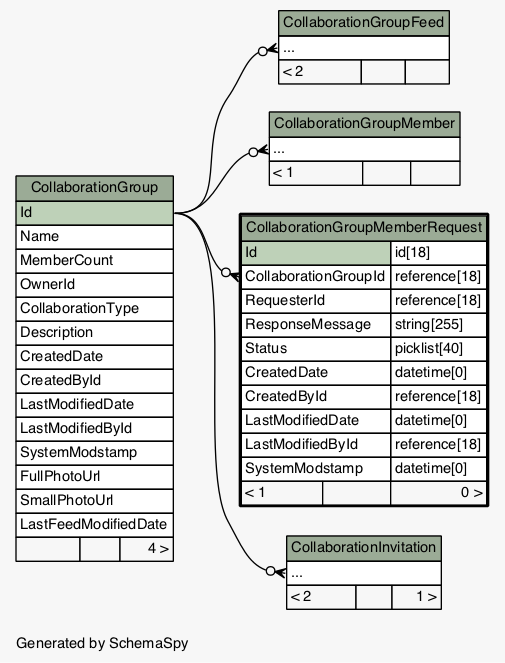 CollaborationGroupFeed
...
< 2
CollaborationGroupMember
...
< 1
CollaborationGroup
Id
Name
MemberCount
OwnerId
CollaborationType
Description
CreatedDate
CreatedById
LastModifiedDate
LastModifiedById
SystemModstamp
FullPhotoUrl
SmallPhotoUrl
LastFeedModifiedDate
4 >
CollaborationGroupMemberRequest
Id id[18]
CollaborationGroupId reference[18]
RequesterId reference[18]
ResponseMessage string[255]
Status picklist[40]
CreatedDate datetime[0]
CreatedById reference[18]
LastModifiedDate datetime[0]
LastModifiedById reference[18]
SystemModstamp datetime[0]
< 1 0 >
CollaborationInvitation
...
< 2 1 >
Generated by SchemaSpy